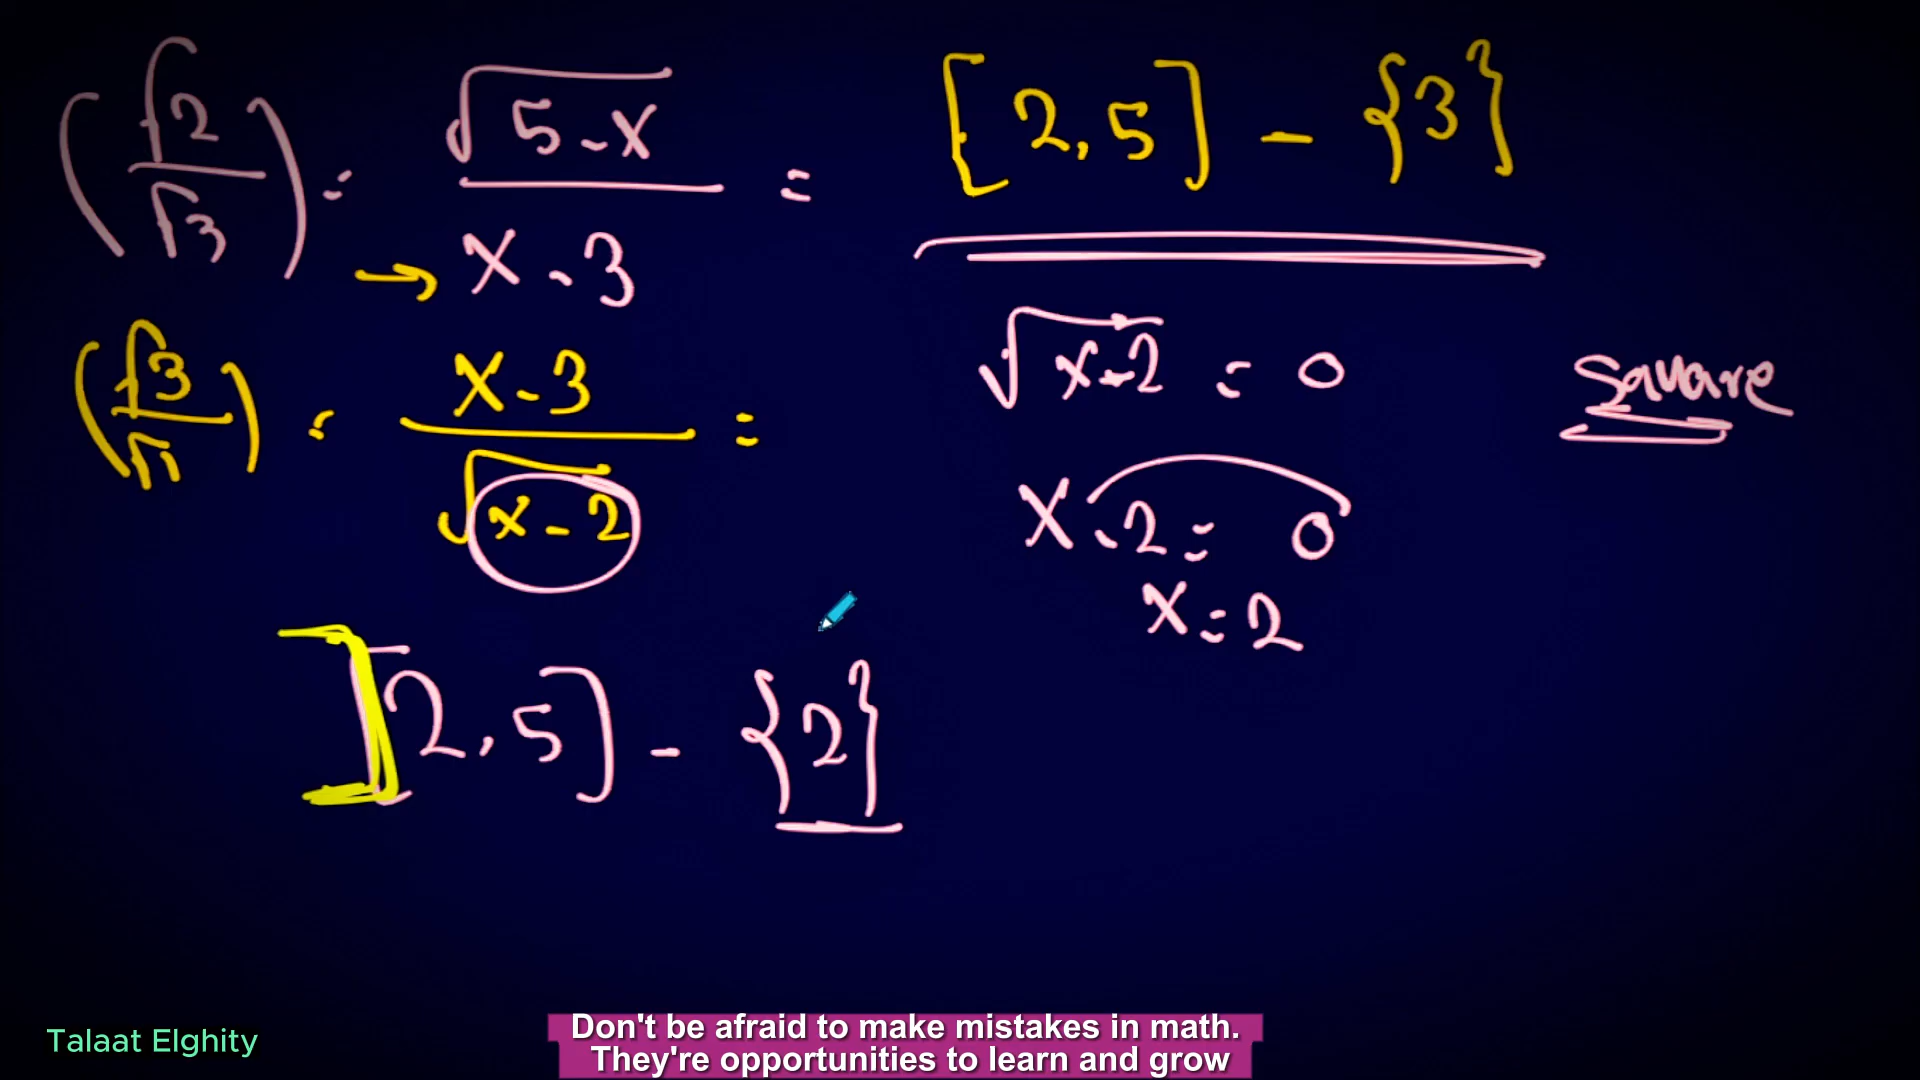 (√2/√3) = √(5-x)/(x-3) = [2,5] - {3}
→
√(x-2) = 0
Square
(√3/√1) = (x-3)/√(x-2) =
x-2 = 0
x = 2
]2,5] - {2}
Talaat Elghity
Don't be afraid to make mistakes in math.
They're opportunities to learn and grow